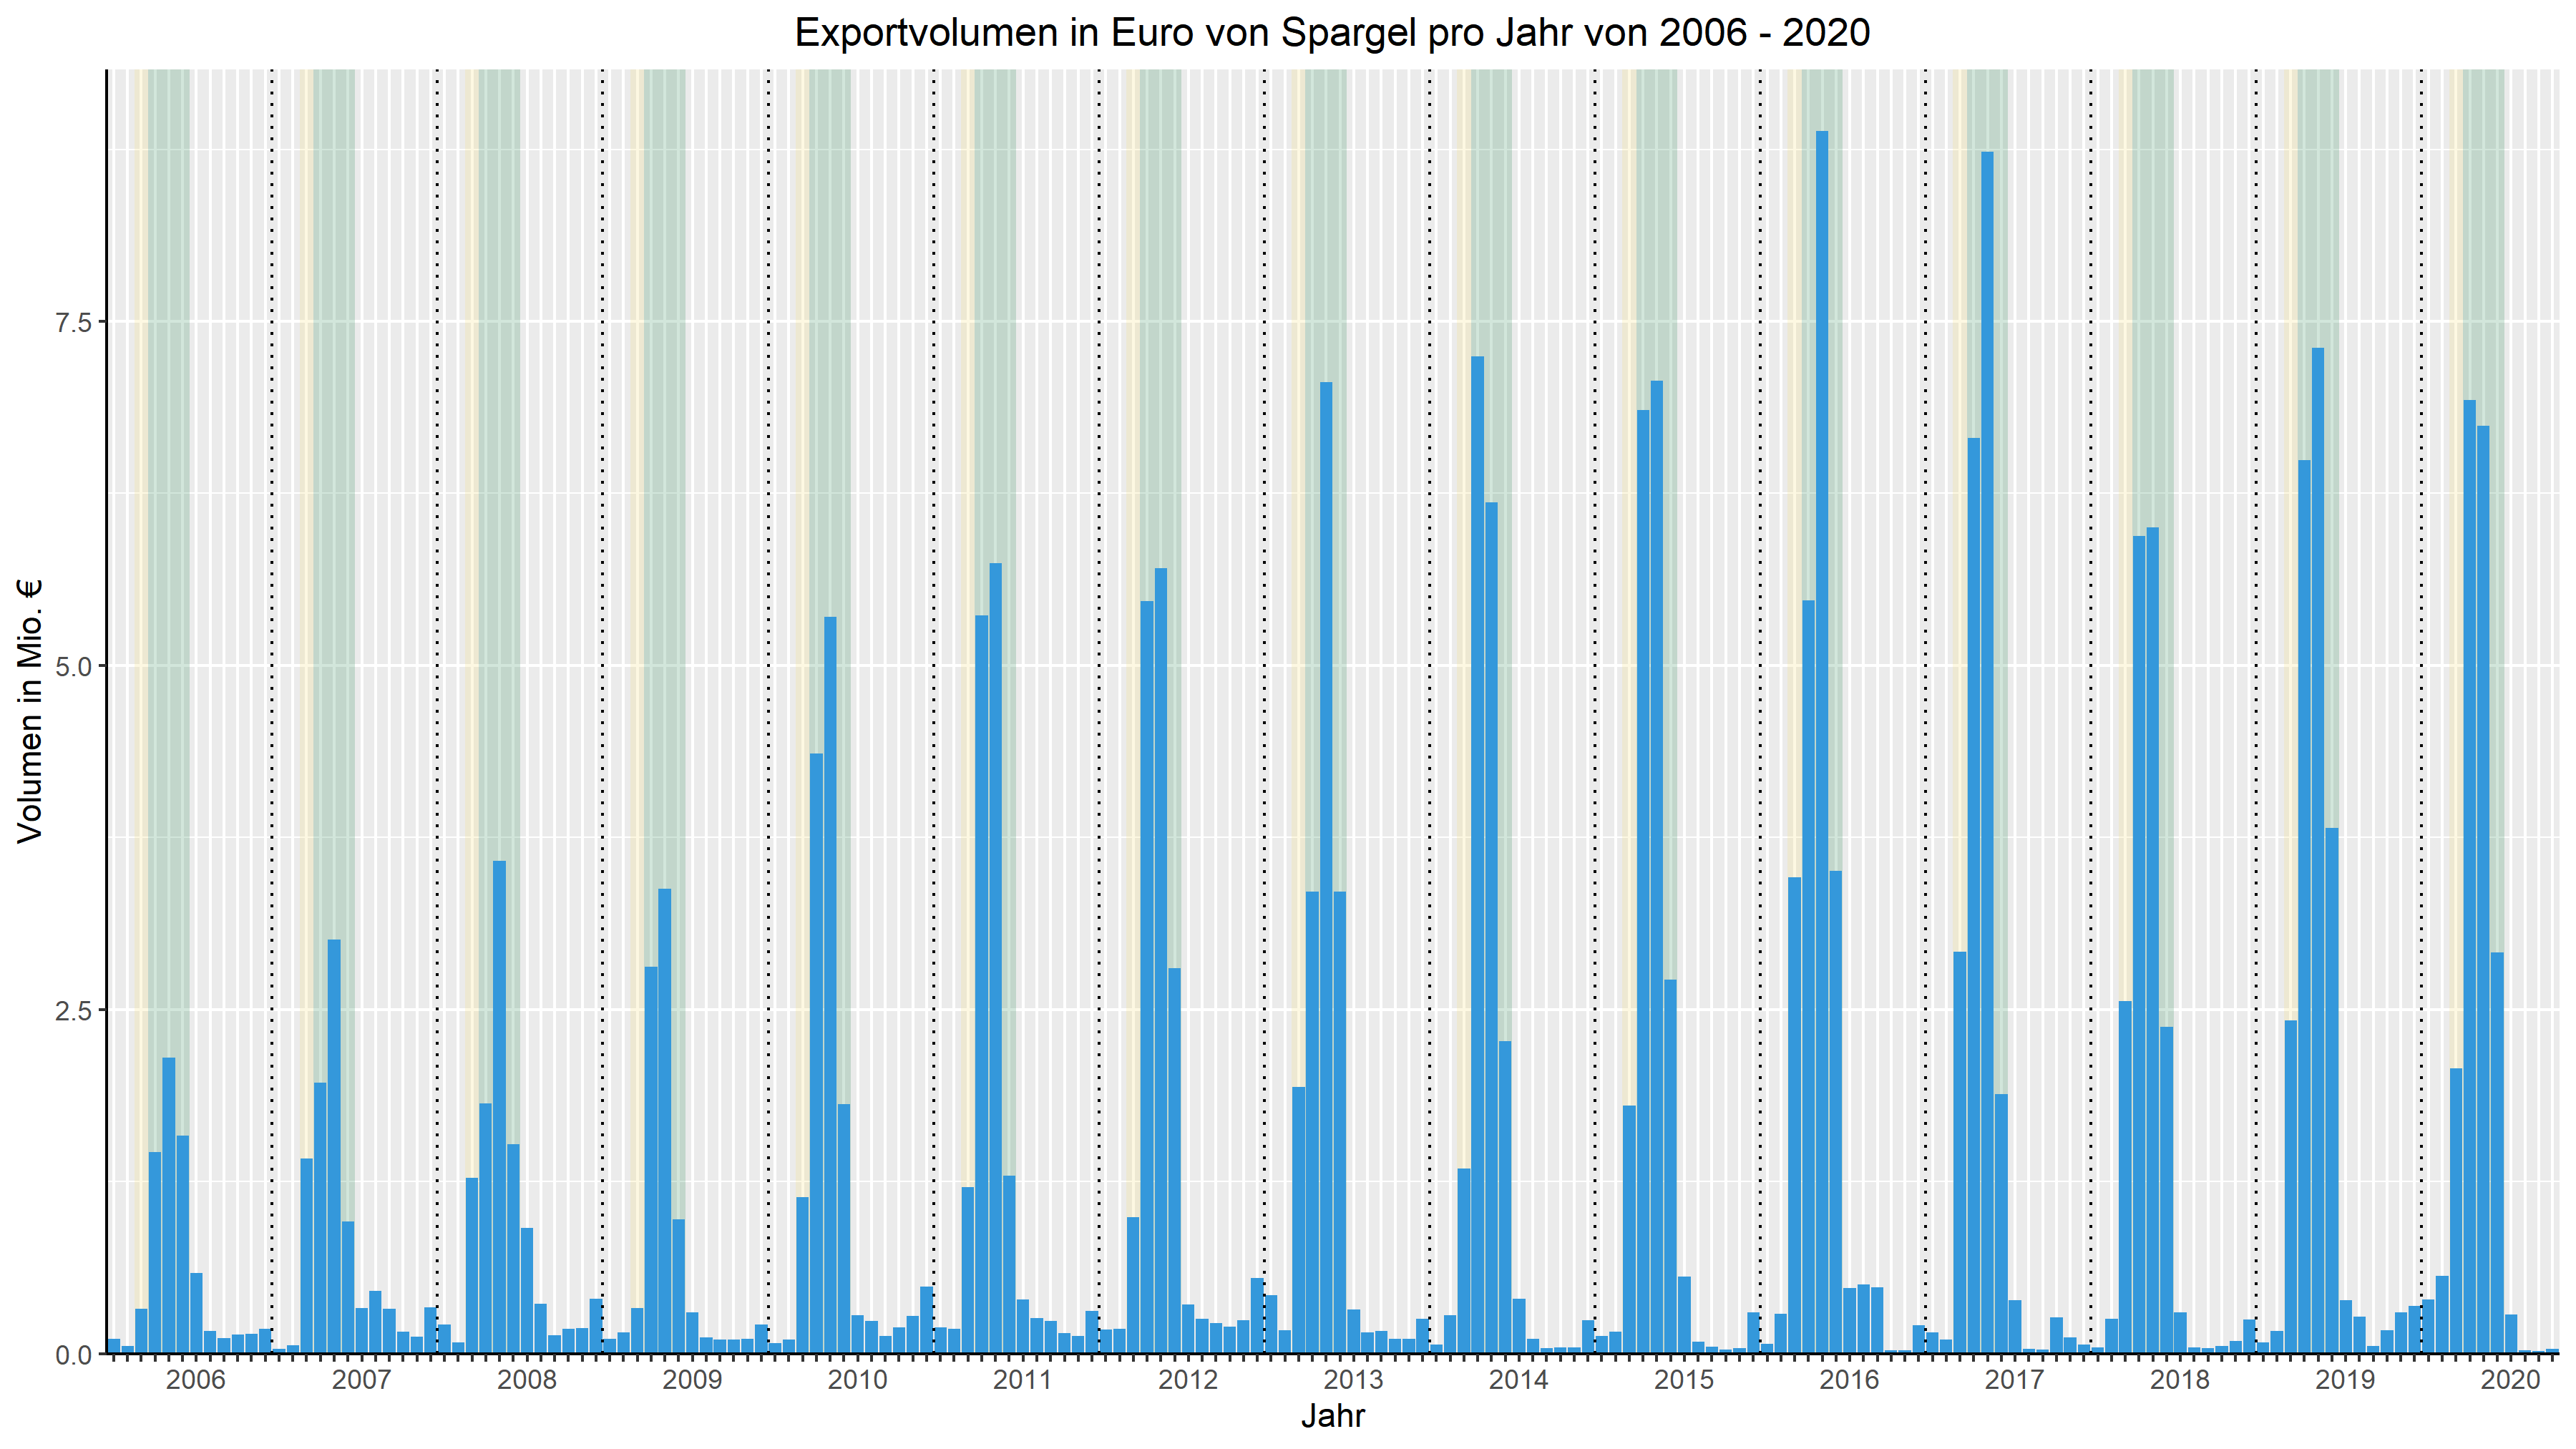 Exportvolumen in Euro von Spargel pro Jahr von 2006 - 2020
Volumen in Mio. €
7.5
5.0
2.5
0.0
2006 2007 2008 2009 2010 2011 2012 2013 2014 2015 2016 2017 2018 2019 2020
Jahr